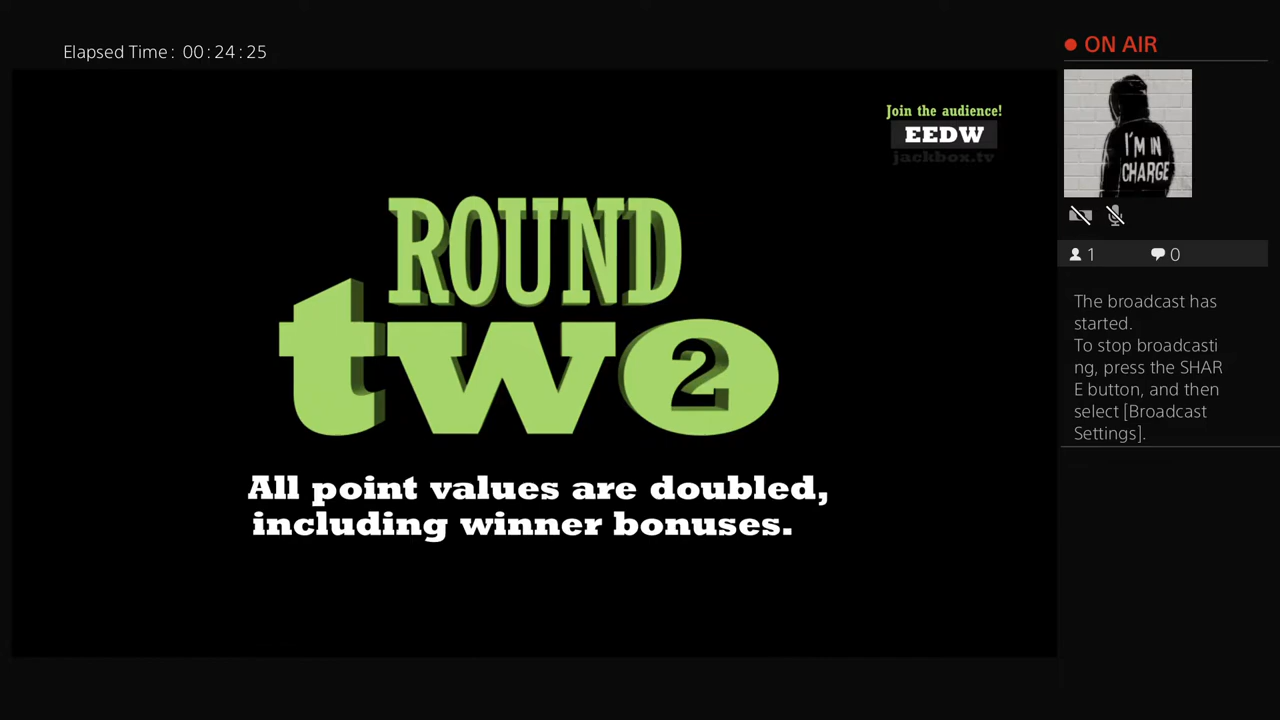 Elapsed Time: 00:24:25
ON AIR
Join the audience!
EEDW
jackbox.tv
I'M IN
CHARGE
ROUND
two
2
1
0
The broadcast has
started.
To stop broadcasti
ng, press the SHAR
E button, and then
select [Broadcast
Settings].
All point values are doubled,
including winner bonuses.